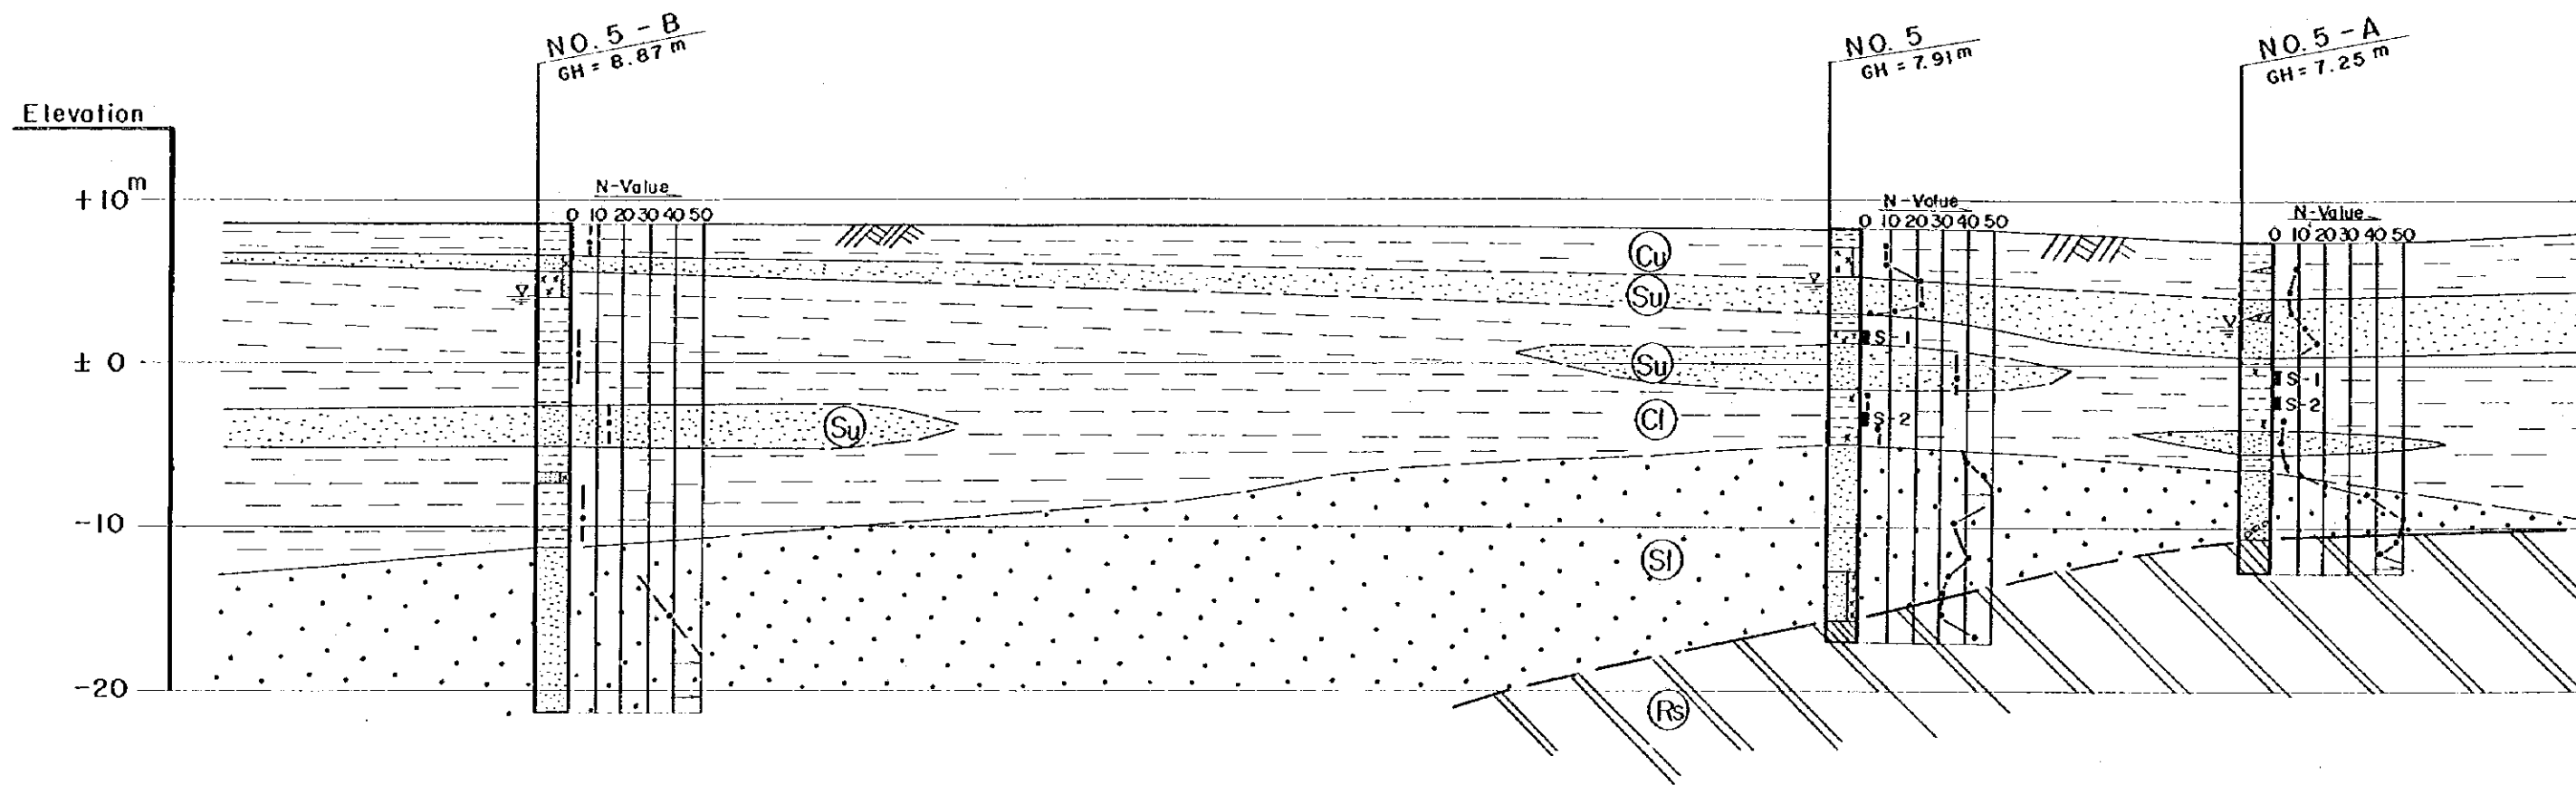 NO. 5 - B
GH = 8.87 m
NO. 5
GH = 7.91 m
NO. 5 - A
GH = 7.25 m
Elevation
+10 m
± 0
-10
-20
N-Value
0 10 20 30 40 50
N-Value
0 10 20 30 40 50
N-Value
0 10 20 30 40 50
Cu
Su
Su
Su
Cl
Sl
Rs
S-1
S-2
S-1
S-2